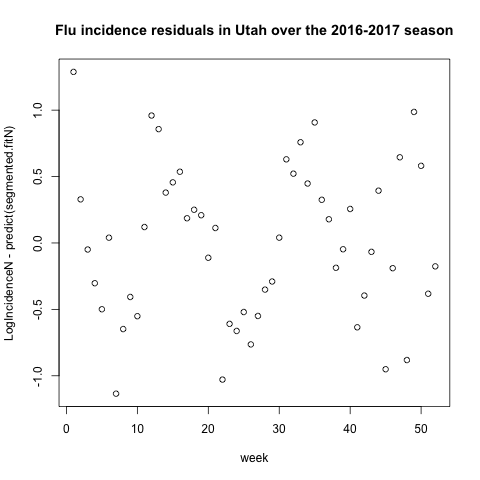 Flu incidence residuals in Utah over the 2016-2017 season
LogIncidenceN - predict(segmented.fitN)
1.0
0.5
0.0
-0.5
-1.0
0 10 20 30 40 50
week